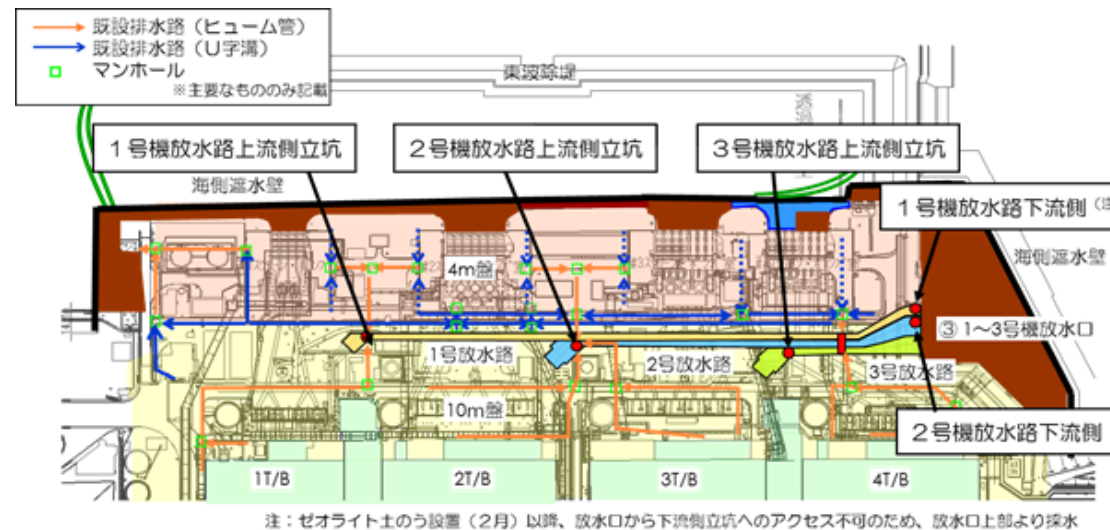 既設排水路（ヒューム管）
既設排水路（U字溝）
マンホール
※主要なもののみ記載
東波除堤
1号機放水路上流側立坑
2号機放水路上流側立坑
3号機放水路上流側立坑
海側遮水壁
1号機放水路下流側
海側遮水壁
4m盤
③ 1～3号機放水口
1号放水路
2号放水路
3号放水路
10m盤
2号機放水路下流側
1T/B
2T/B
3T/B
4T/B
注：ゼオライト土のう設置（2月）以降、放水口から下流側立坑へのアクセス不可のため、放水口上部より採水